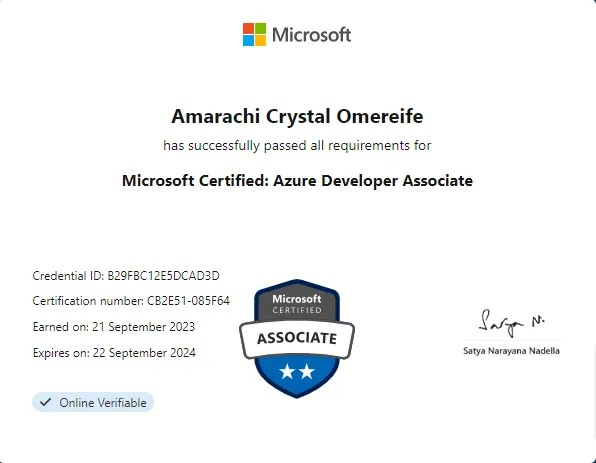 Microsoft
Amarachi Crystal Omereife
has successfully passed all requirements for
Microsoft Certified: Azure Developer Associate
Credential ID: B29FBC12E5DCAD3D
Certification number: CB2E51-085F64
Earned on: 21 September 2023
Expires on: 22 September 2024
Online Verifiable
Microsoft
CERTIFIED
ASSOCIATE
Satya N.
Satya Narayana Nadella